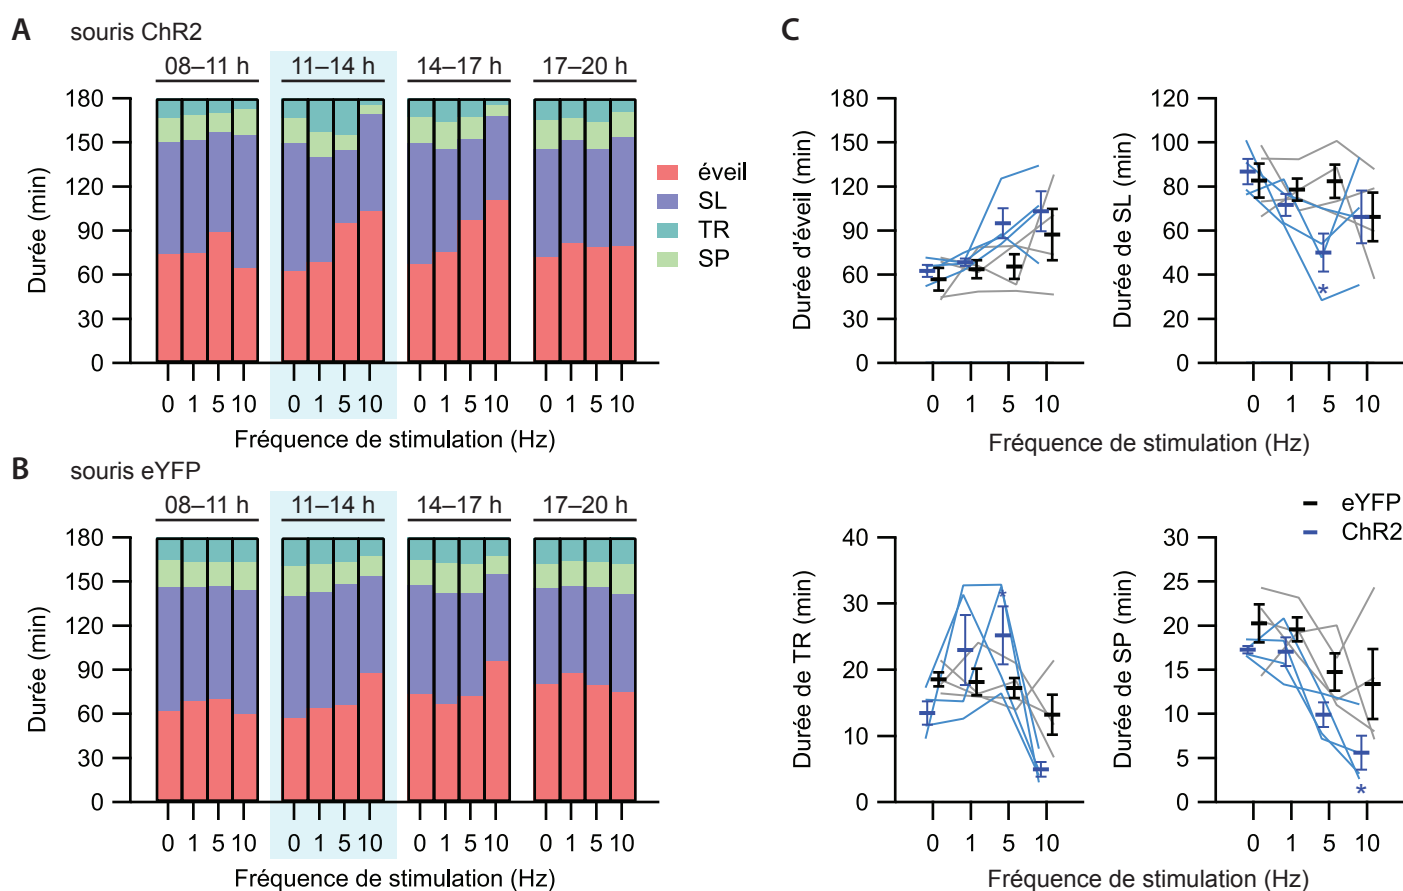 A souris ChR2
08–11 h 11–14 h 14–17 h 17–20 h
Durée (min)
180
150
120
90
60
30
0
0 1 5 10 0 1 5 10 0 1 5 10 0 1 5 10
Fréquence de stimulation (Hz)
éveil
SL
TR
SP
B souris eYFP
08–11 h 11–14 h 14–17 h 17–20 h
Durée (min)
180
150
120
90
60
30
0
0 1 5 10 0 1 5 10 0 1 5 10 0 1 5 10
Fréquence de stimulation (Hz)
C
Durée d'éveil (min)
180
150
120
90
60
30
0
0 1 5 10
Durée de SL (min)
120
100
80
60
40
20
0
*
0 1 5 10
Fréquence de stimulation (Hz)
eYFP
ChR2
Durée de TR (min)
40
30
20
10
0
*
0 1 5 10
Durée de SP (min)
30
25
20
15
10
5
0
*
0 1 5 10
Fréquence de stimulation (Hz)